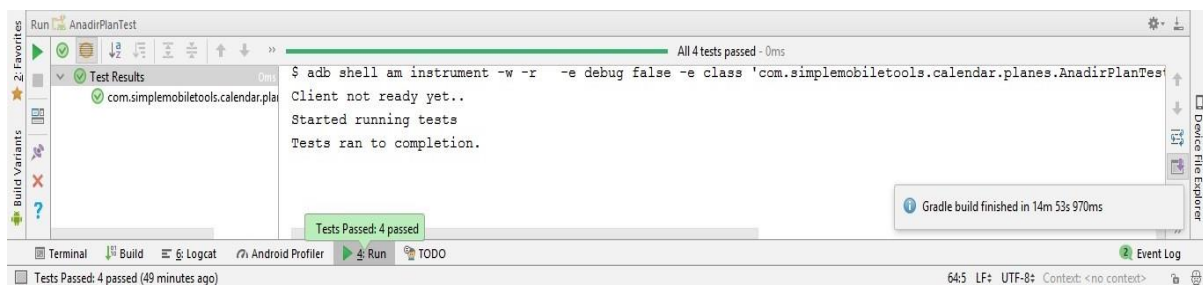 Run AnadirPlanTest
All 4 tests passed - 0ms
Test Results 0ms
com.simplemobiletools.calendar.pla
$ adb shell am instrument -w -r -e debug false -e class 'com.simplemobiletools.calendar.planes.AnadirPlanTes
Client not ready yet..
Started running tests
Tests ran to completion.
Gradle build finished in 14m 53s 970ms
Tests Passed: 4 passed
Terminal Build 6: Logcat Android Profiler 4: Run TODO 2 Event Log
Tests Passed: 4 passed (49 minutes ago) 64:5 LF UTF-8 Context: <no context>
2: Favorites
Build Variants
Device File Explorer